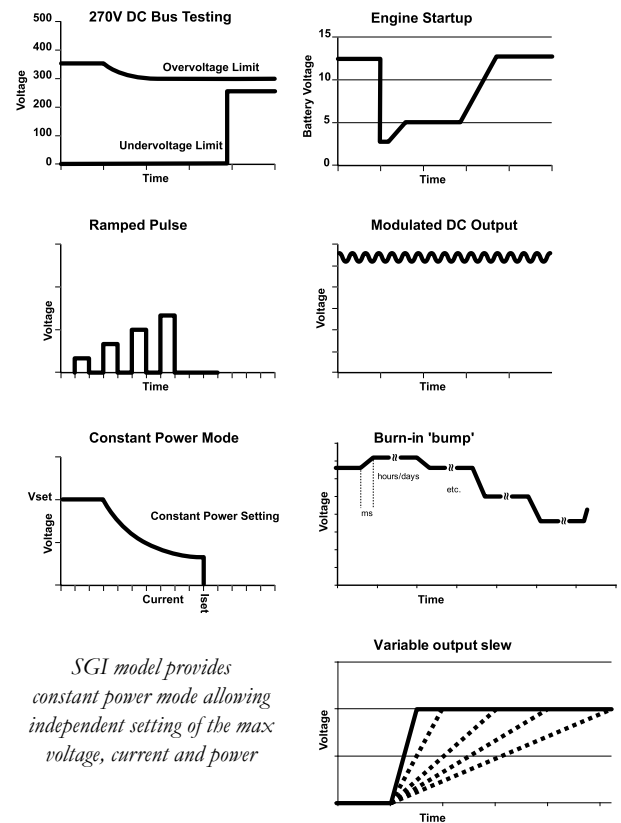 270V DC Bus Testing
500
400
300
200
100
0
Voltage
Overvoltage Limit
Undervoltage Limit
Time
Engine Startup
15
10
5
0
Battery Voltage
Time
Ramped Pulse
Voltage
Time
Modulated DC Output
Voltage
Time
Constant Power Mode
Vset
Voltage
Constant Power Setting
Current
Iset
Burn-in 'bump'
Voltage
hours/days
etc.
ms
Time
SGI model provides
constant power mode allowing
independent setting of the max
voltage, current and power
Variable output slew
Voltage
Time